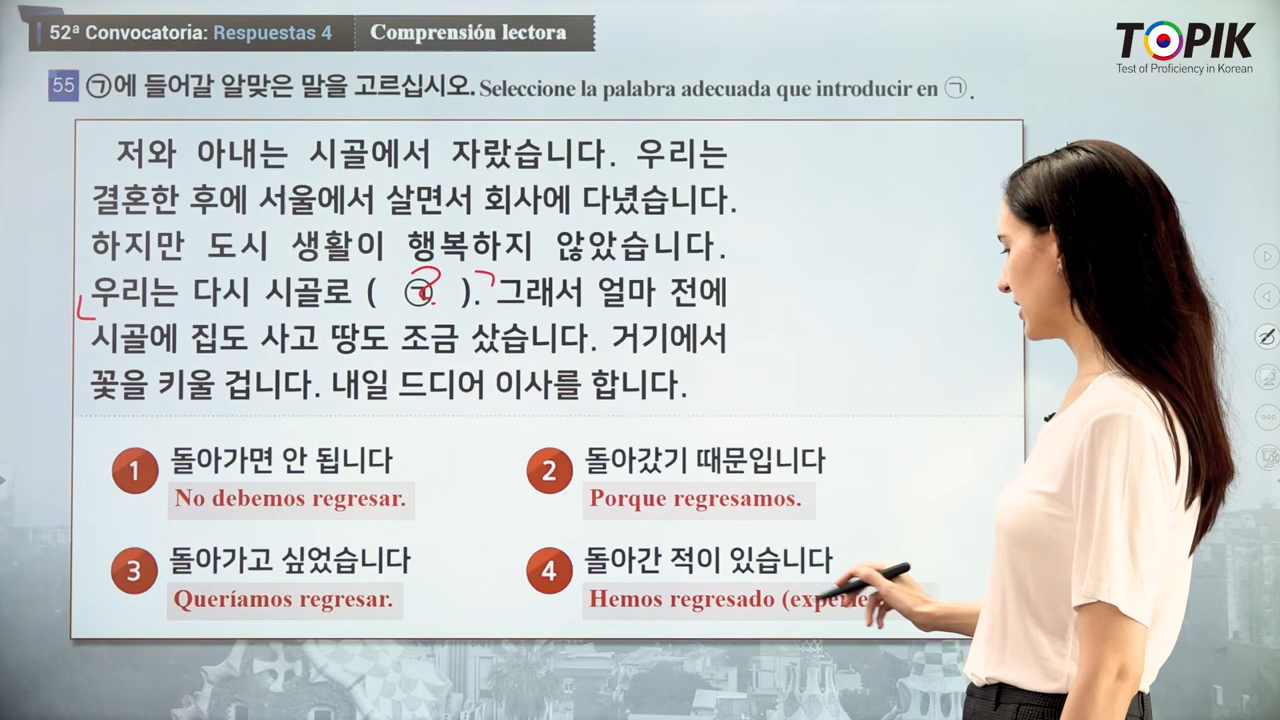 52ª Convocatoria: Respuestas 4 Comprensión lectora
TOPIK
Test of Proficiency in Korean
55 ㉠에 들어갈 알맞은 말을 고르십시오. Seleccione la palabra adecuada que introducir en ㉠.
저와 아내는 시골에서 자랐습니다. 우리는
결혼한 후에 서울에서 살면서 회사에 다녔습니다.
하지만 도시 생활이 행복하지 않았습니다.
우리는 다시 시골로 ( ㉠ ). 그래서 얼마 전에
시골에 집도 사고 땅도 조금 샀습니다. 거기에서
꽃을 키울 겁니다. 내일 드디어 이사를 합니다.
1 돌아가면 안 됩니다
No debemos regresar.
2 돌아갔기 때문입니다
Porque regresamos.
3 돌아가고 싶었습니다
Queríamos regresar.
4 돌아간 적이 있습니다
Hemos regresado